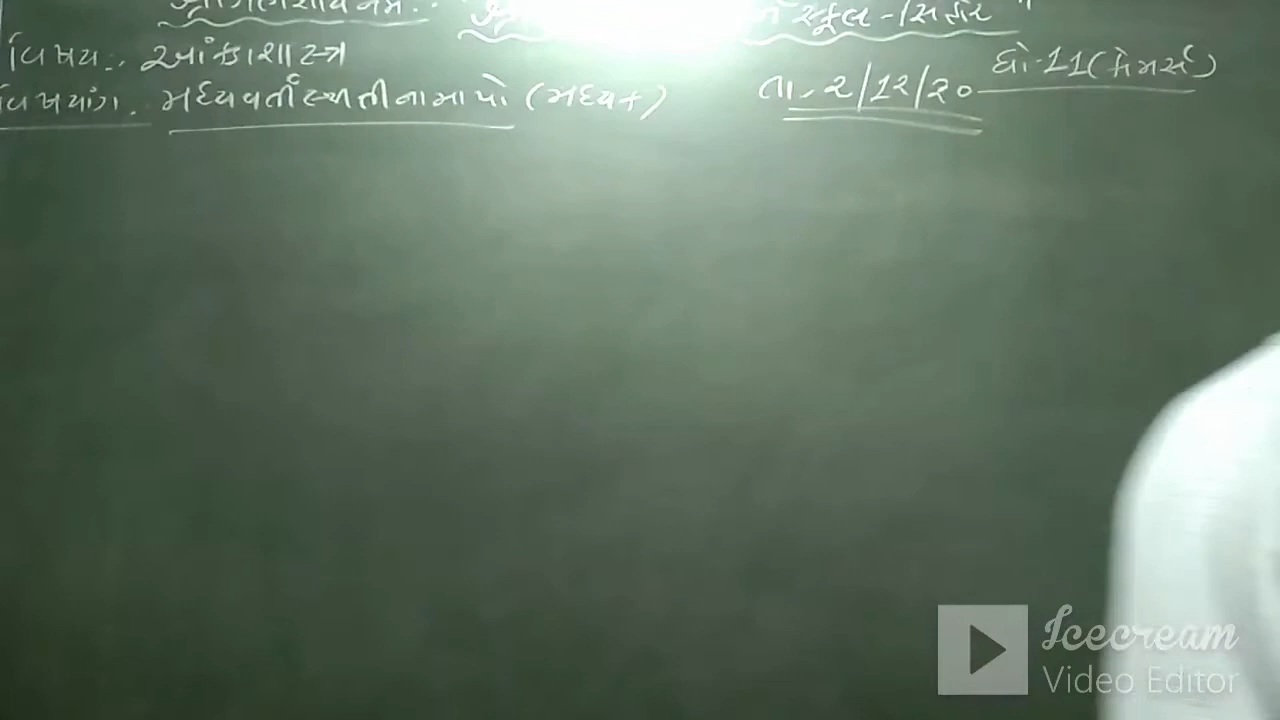 સ્કુલ - સિહોર
વિષય :. આંકડાશાસ્ત્ર ધો-11 (કોમર્સ)
વિષયાંગ. મધ્યવર્તી સ્થિતીના માપો (મધ્યક) તા. 2/12/20
Icecream
Video Editor